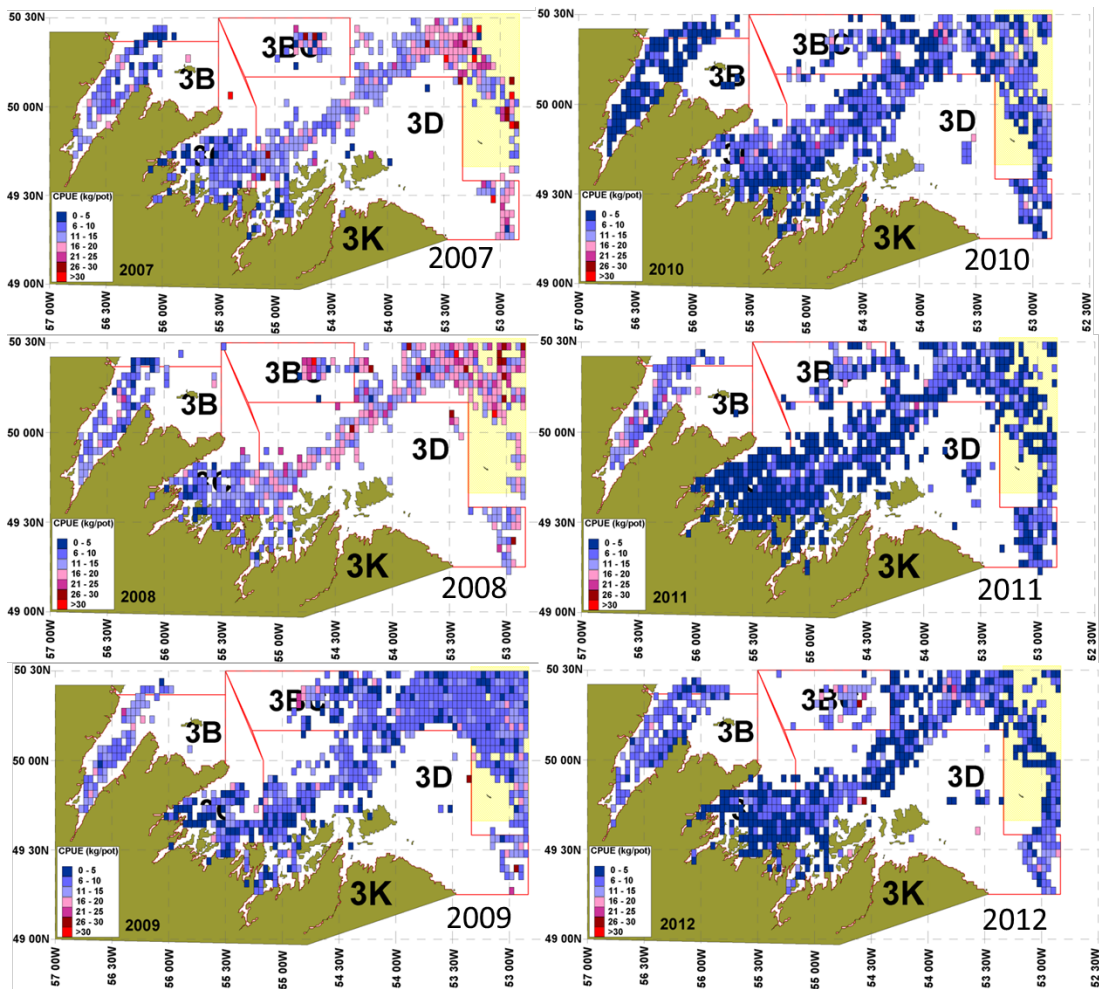 50 30N
50 00N
49 30N
49 00N
3B
3BC
3D
3K
CPUE (kg/pot)
0 - 5
6 - 10
11 - 15
16 - 20
21 - 25
26 - 30
>30
2007
2007
57 00W
56 30W
56 00W
55 30W
55 00W
54 30W
54 00W
53 30W
53 00W
50 30N
50 00N
49 30N
49 00N
3B
3BC
3D
3K
CPUE (kg/pot)
0 - 5
6 - 10
11 - 15
16 - 20
21 - 25
26 - 30
>30
2010
2010
57 00W
56 30W
56 00W
55 30W
55 00W
54 30W
54 00W
53 30W
53 00W
52 30W
50 30N
50 00N
49 30N
49 00N
3B
3BC
3D
3K
CPUE (kg/pot)
0 - 5
6 - 10
11 - 15
16 - 20
21 - 25
26 - 30
>30
2008
2008
57 00W
56 30W
56 00W
55 30W
55 00W
54 30W
54 00W
53 30W
53 00W
50 30N
50 00N
49 30N
49 00N
3B
3B
3D
3K
CPUE (kg/pot)
0 - 5
6 - 10
11 - 15
16 - 20
21 - 25
26 - 30
>30
2011
2011
57 00W
56 30W
56 00W
55 30W
55 00W
54 30W
54 00W
53 30W
53 00W
52 30W
50 30N
50 00N
49 30N
49 00N
3B
3BC
3D
3K
CPUE (kg/pot)
0 - 5
6 - 10
11 - 15
16 - 20
21 - 25
26 - 30
>30
2009
2009
57 00W
56 30W
56 00W
55 30W
55 00W
54 30W
54 00W
53 30W
53 00W
50 30N
50 00N
49 30N
49 00N
3B
3BC
3D
3K
CPUE (kg/pot)
0 - 5
6 - 10
11 - 15
16 - 20
21 - 25
26 - 30
>30
2012
2012
57 00W
56 30W
56 00W
55 30W
55 00W
54 30W
54 00W
53 30W
53 00W
52 30W